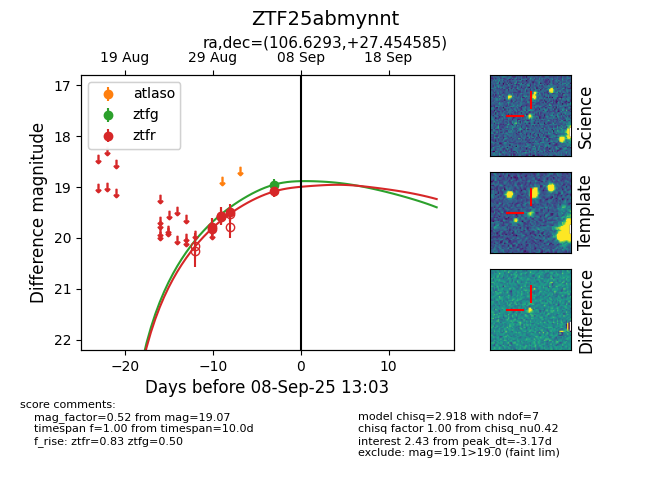 ZTF25abmynnt
ra,dec=(106.6293,+27.454585)
19 Aug 29 Aug 08 Sep 18 Sep
17
18
19
20
21
22
Difference magnitude
atlaso
ztfg
ztfr
−20 −10 0 10
Days before 08-Sep-25 13:03
Science
Template
Difference
score comments:
mag_factor=0.52 from mag=19.07
timespan f=1.00 from timespan=10.0d
f_rise: ztfr=0.83 ztfg=0.50
model chisq=2.918 with ndof=7
chisq factor 1.00 from chisq_nu0.42
interest 2.43 from peak_dt=-3.17d
exclude: mag=19.1>19.0 (faint lim)